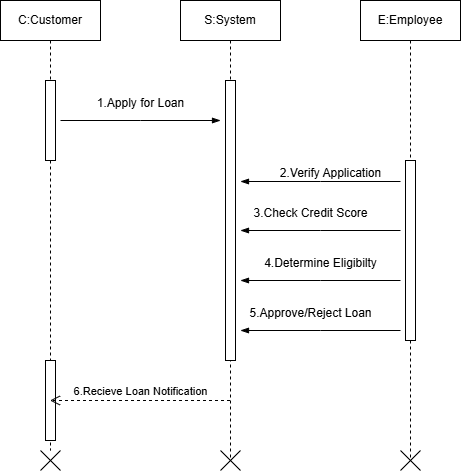 C:Customer
S:System
E:Employee
1.Apply for Loan
2.Verify Application
3.Check Credit Score
4.Determine Eligibilty
5.Approve/Reject Loan
6.Recieve Loan Notification